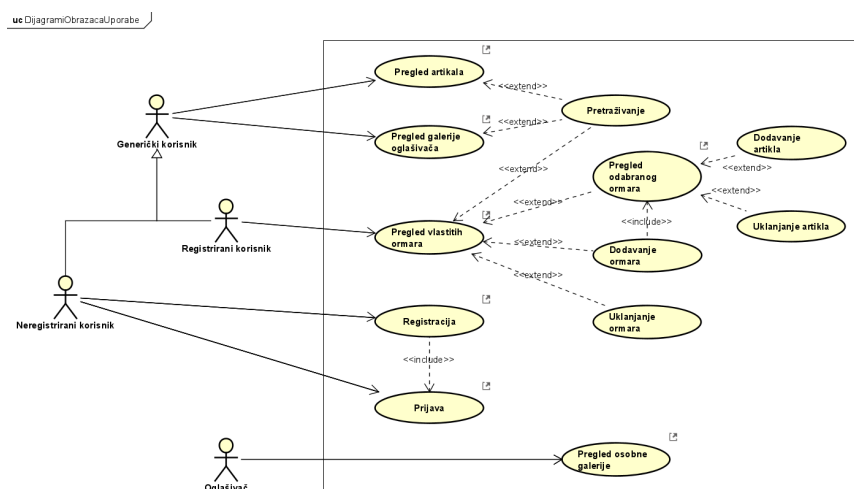 uc DijagramiObrazacaUporabe
Pregled artikala
<<extend>>
Pretraživanje
Generički korisnik
Pregled galerije
oglašivača
<<extend>>
Dodavanje
artikla
<<extend>>
Pregled
odabranog
ormara
<<extend>>
<<extend>>
<<extend>>
Uklanjanje artikla
Registrirani korisnik
Pregled vlastitih
ormara
<<include>>
<<extend>>
Dodavanje
ormara
<<extend>>
Neregistrirani korisnik
Registracija
Uklanjanje
ormara
<<include>>
Prijava
Oglašivač
Pregled osobne
galerije